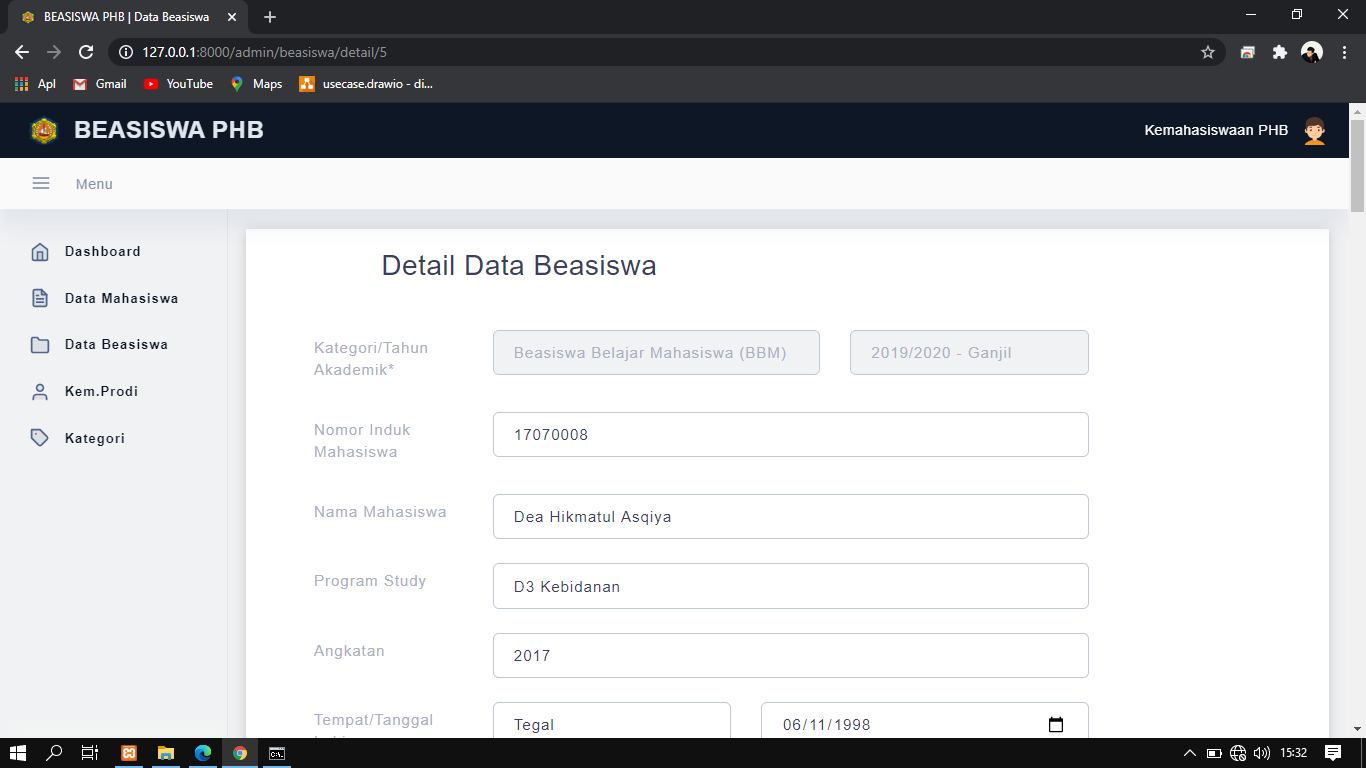 BEASISWA PHB | Data Beasiswa
127.0.0.1:8000/admin/beasiswa/detail/5
Apl Gmail YouTube Maps usecase.drawio - di...
BEASISWA PHB
Kemahasiswaan PHB
Menu
Dashboard
Data Mahasiswa
Data Beasiswa
Kem.Prodi
Kategori
Detail Data Beasiswa
Kategori/Tahun
Akademik*
Beasiswa Belajar Mahasiswa (BBM)
2019/2020 - Ganjil
Nomor Induk
Mahasiswa
17070008
Nama Mahasiswa
Dea Hikmatul Asqiya
Program Study
D3 Kebidanan
Angkatan
2017
Tempat/Tanggal
Tegal
06/11/1998
15:32